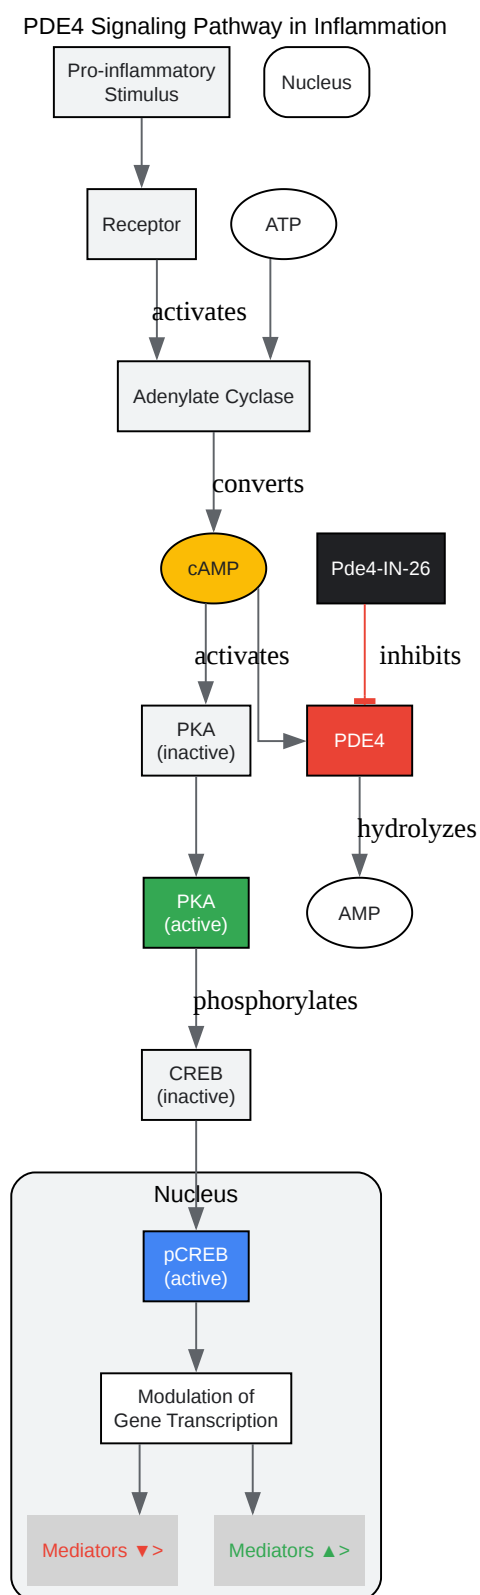 PDE4 Signaling Pathway in Inflammation
Pro-inflammatory
Stimulus
Nucleus
Receptor
ATP
activates
Adenylate Cyclase
converts
cAMP
Pde4-IN-26
activates
inhibits
PKA
(inactive)
PDE4
hydrolyzes
PKA
(active)
AMP
phosphorylates
CREB
(inactive)
Nucleus
pCREB
(active)
Modulation of
Gene Transcription
Mediators ▼>
Mediators ▲>